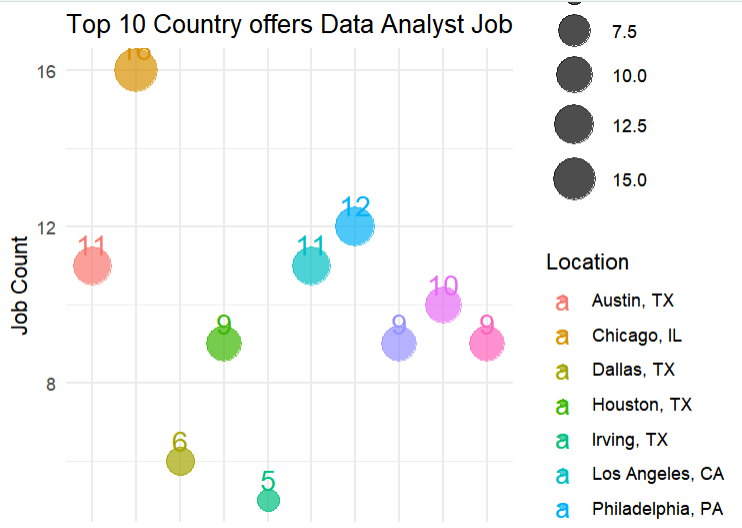 Top 10 Country offers Data Analyst Job
16
12
8
Job Count
11
16
6
9
5
11
12
9
10
9
7.5
10.0
12.5
15.0
Location
a Austin, TX
a Chicago, IL
a Dallas, TX
a Houston, TX
a Irving, TX
a Los Angeles, CA
a Philadelphia, PA